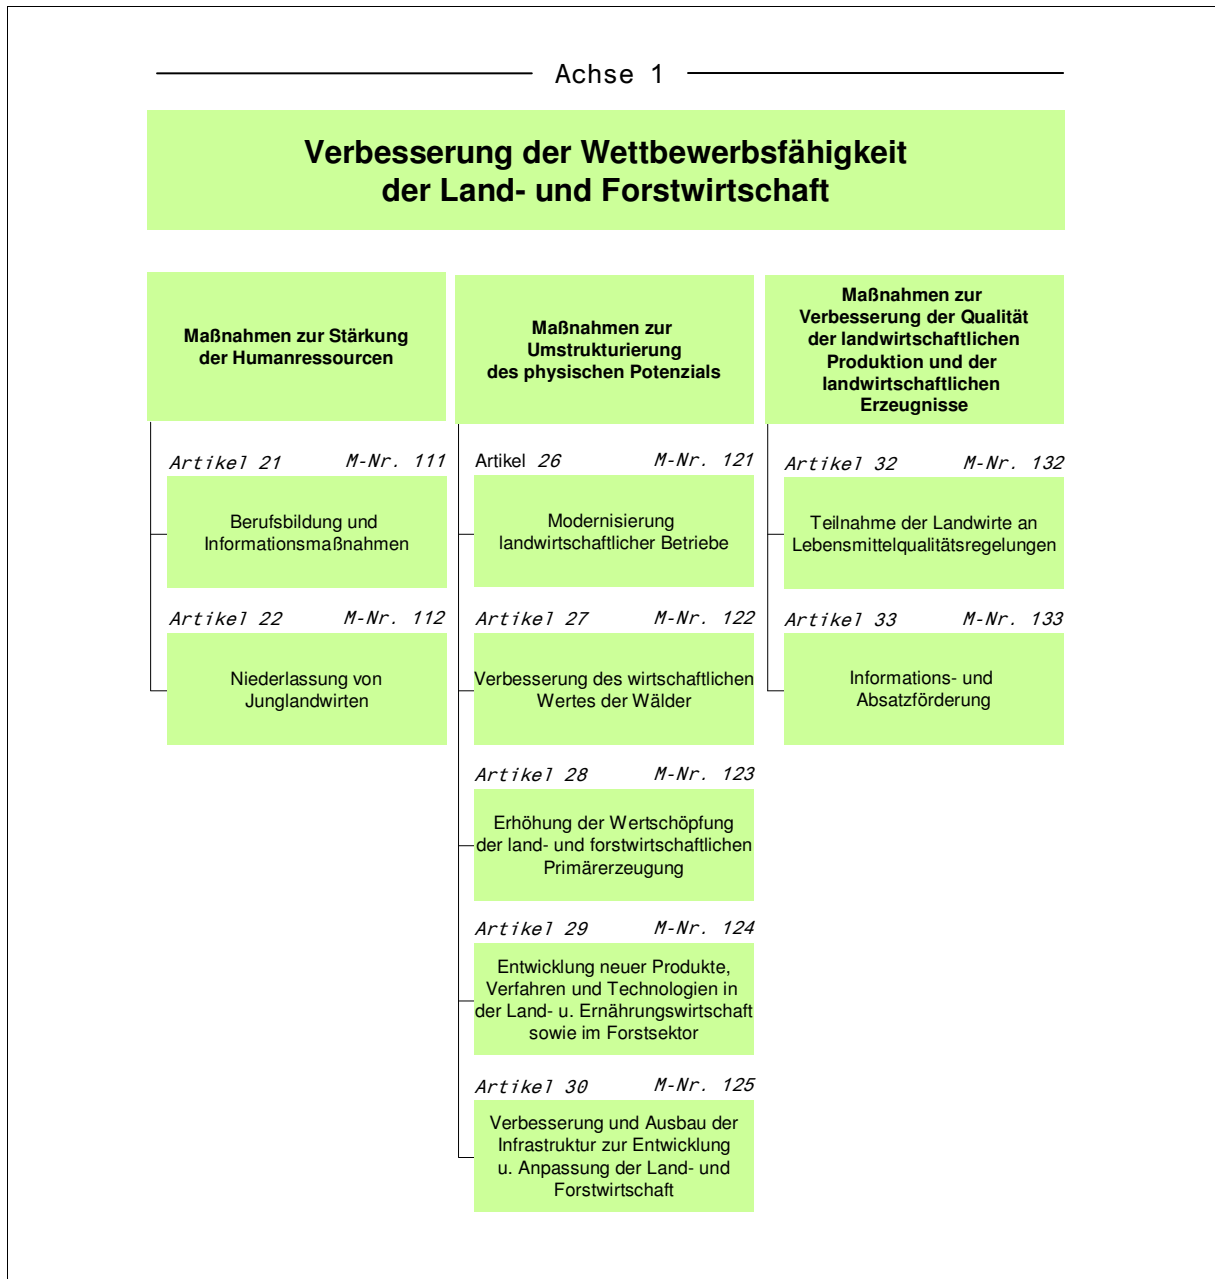 Achse 1
Verbesserung der Wettbewerbsfähigkeit
der Land- und Forstwirtschaft
Maßnahmen zur Stärkung
der Humanressourcen
Artikel 21 M-Nr. 111
Berufsbildung und
Informationsmaßnahmen
Artikel 22 M-Nr. 112
Niederlassung von
Junglandwirten
Maßnahmen zur
Umstrukturierung
des physischen Potenzials
Artikel 26 M-Nr. 121
Modernisierung
landwirtschaftlicher Betriebe
Artikel 27 M-Nr. 122
Verbesserung des wirtschaftlichen
Wertes der Wälder
Artikel 28 M-Nr. 123
Erhöhung der Wertschöpfung
der land- und forstwirtschaftlichen
Primärerzeugung
Artikel 29 M-Nr. 124
Entwicklung neuer Produkte,
Verfahren und Technologien in
der Land- u. Ernährungswirtschaft
sowie im Forstsektor
Artikel 30 M-Nr. 125
Verbesserung und Ausbau der
Infrastruktur zur Entwicklung
u. Anpassung der Land- und
Forstwirtschaft
Maßnahmen zur
Verbesserung der Qualität
der landwirtschaftlichen
Produktion und der
landwirtschaftlichen
Erzeugnisse
Artikel 32 M-Nr. 132
Teilnahme der Landwirte an
Lebensmittelqualitätsregelungen
Artikel 33 M-Nr. 133
Informations- und
Absatzförderung